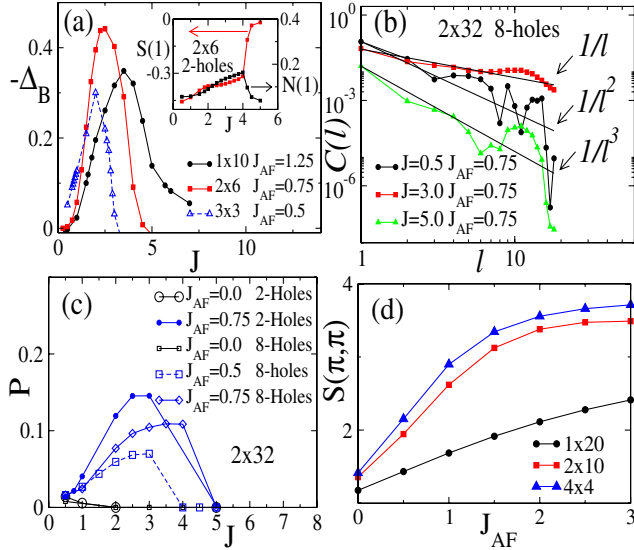 (a)
-Δ_B
0.4
0.2
0
0
5
10
J
S(1)
-0.3
0.4
0.2
N(1)
0
2
4
6
J
2x6
2-holes
1x10 J_AF=1.25
2x6 J_AF=0.75
3x3 J_AF=0.5
(b)
2x32 8-holes
C(l)
10^0
10^-3
10^-6
1
10
l
1/l
1/l^2
1/l^3
J=0.5 J_AF=0.75
J=3.0 J_AF=0.75
J=5.0 J_AF=0.75
(c)
P
0.2
0.1
0
0 1 2 3 4 5 6 7 8
J
J_AF=0.0 2-Holes
J_AF=0.75 2-Holes
J_AF=0.0 8-Holes
J_AF=0.5 8-holes
J_AF=0.75 8-Holes
2x32
(d)
S(π,π)
4
2
0 1 2 3
J_AF
1x20
2x10
4x4